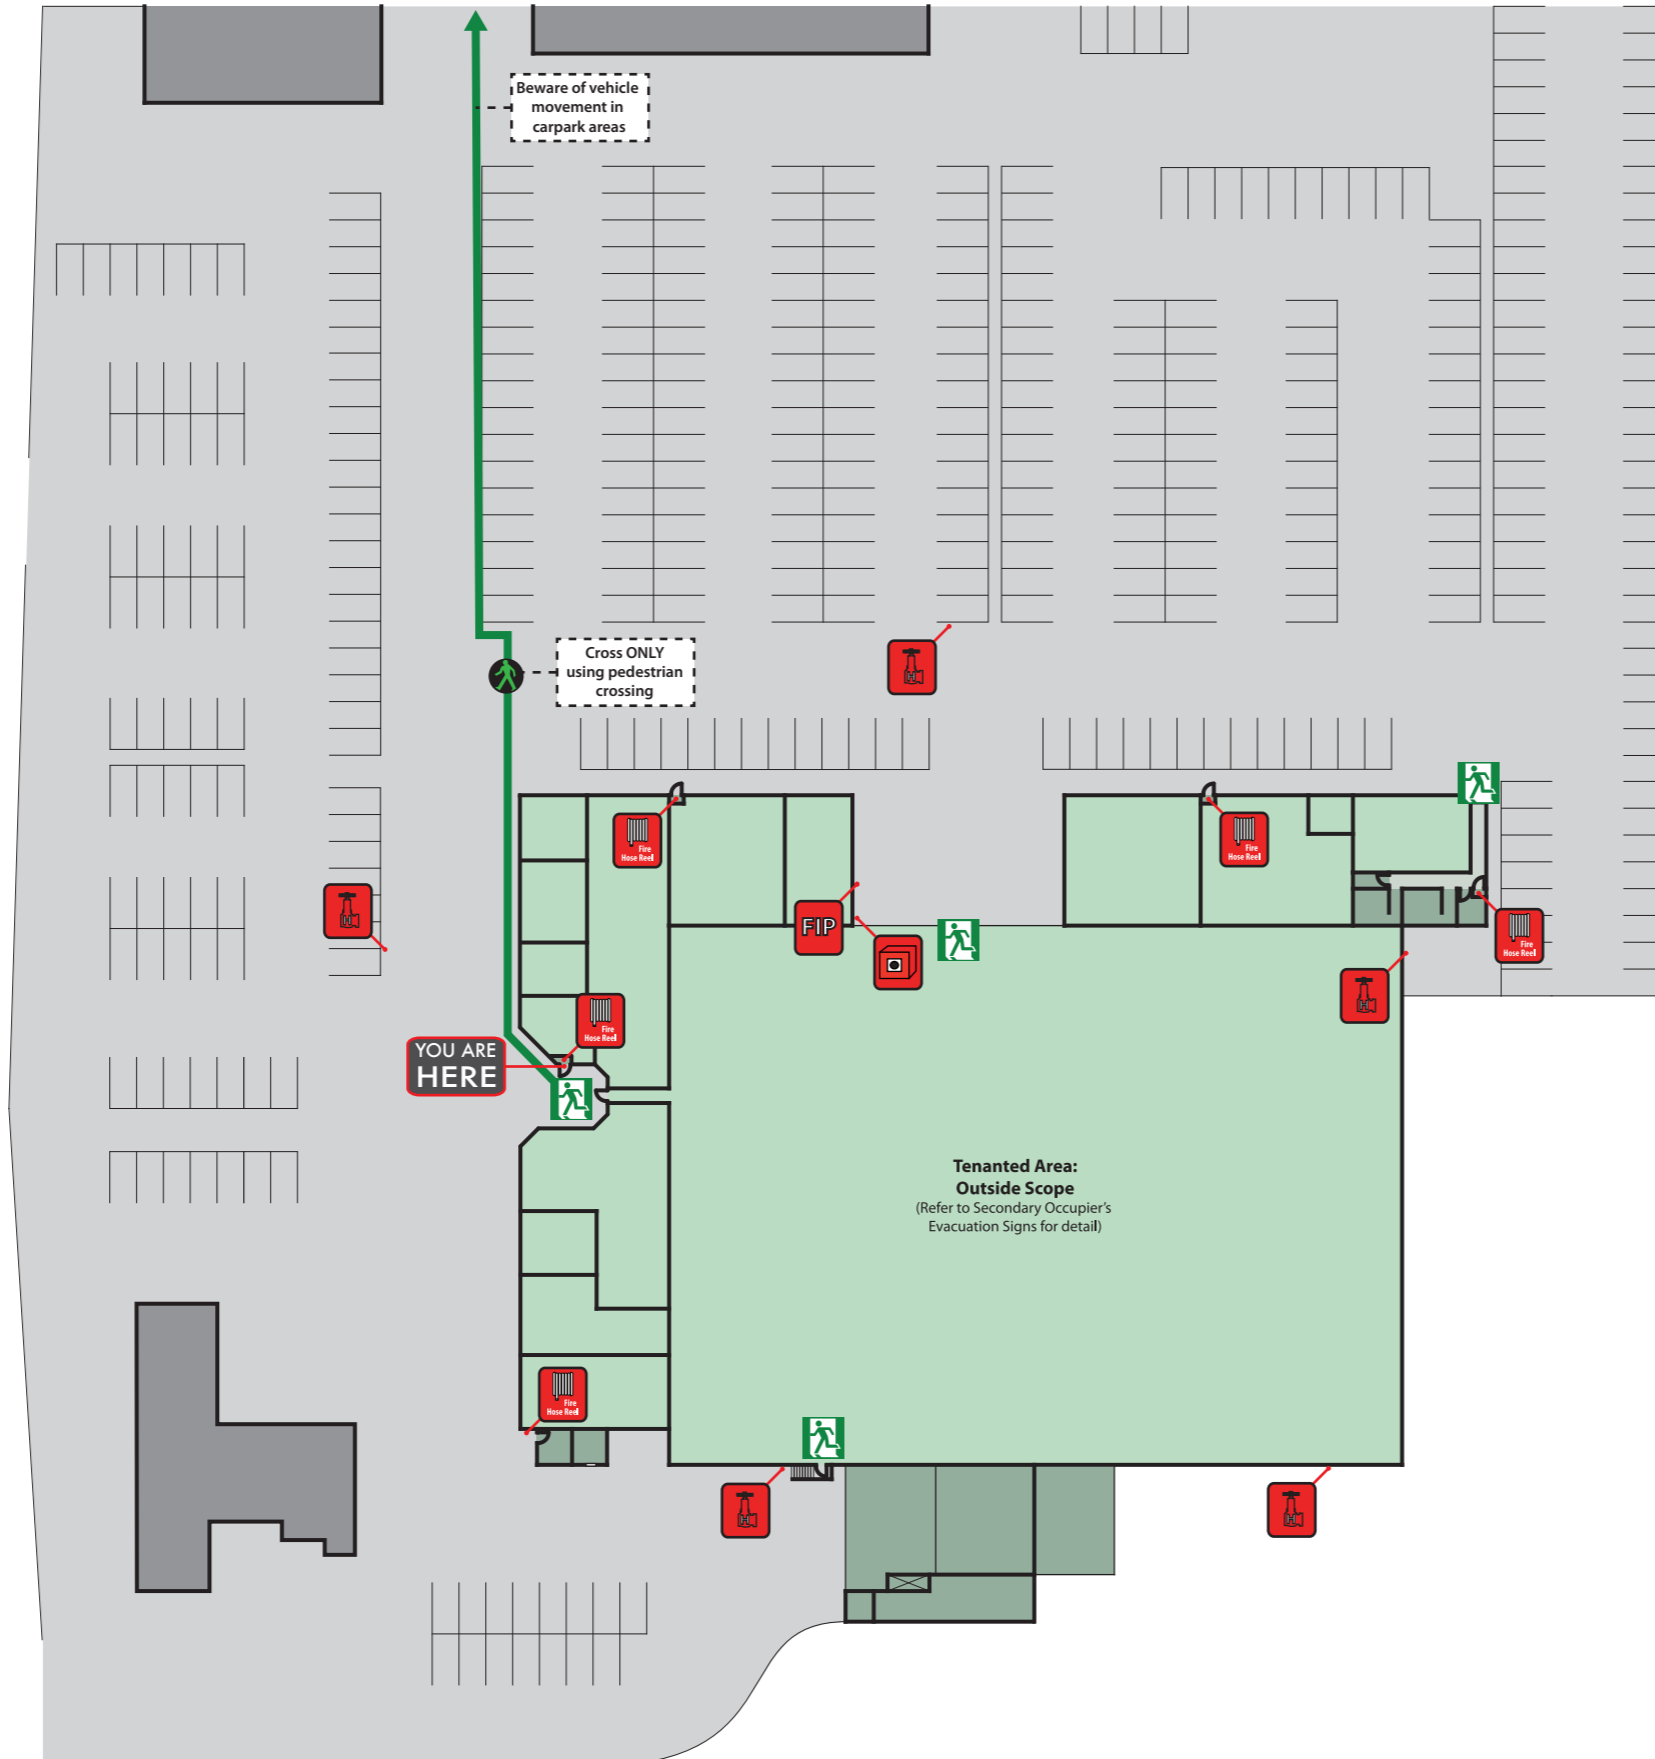 Beware of vehicle
movement in
carpark areas
Cross ONLY
using pedestrian
crossing
H
Fire
Hose Reel
Fire
Hose Reel
H
FIP
Fire
Hose Reel
H
Fire
Hose Reel
YOU ARE
HERE
Tenanted Area:
Outside Scope
(Refer to Secondary Occupier's
Evacuation Signs for detail)
Fire
Hose Reel
H
H